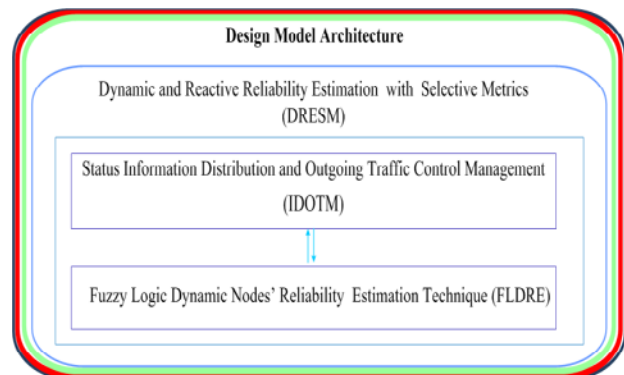 Design Model Architecture
Dynamic and Reactive Reliability Estimation with Selective Metrics
(DRESM)
Status Information Distribution and Outgoing Traffic Control Management
(IDOTM)
Fuzzy Logic Dynamic Nodes’ Reliability Estimation Technique (FLDRE)